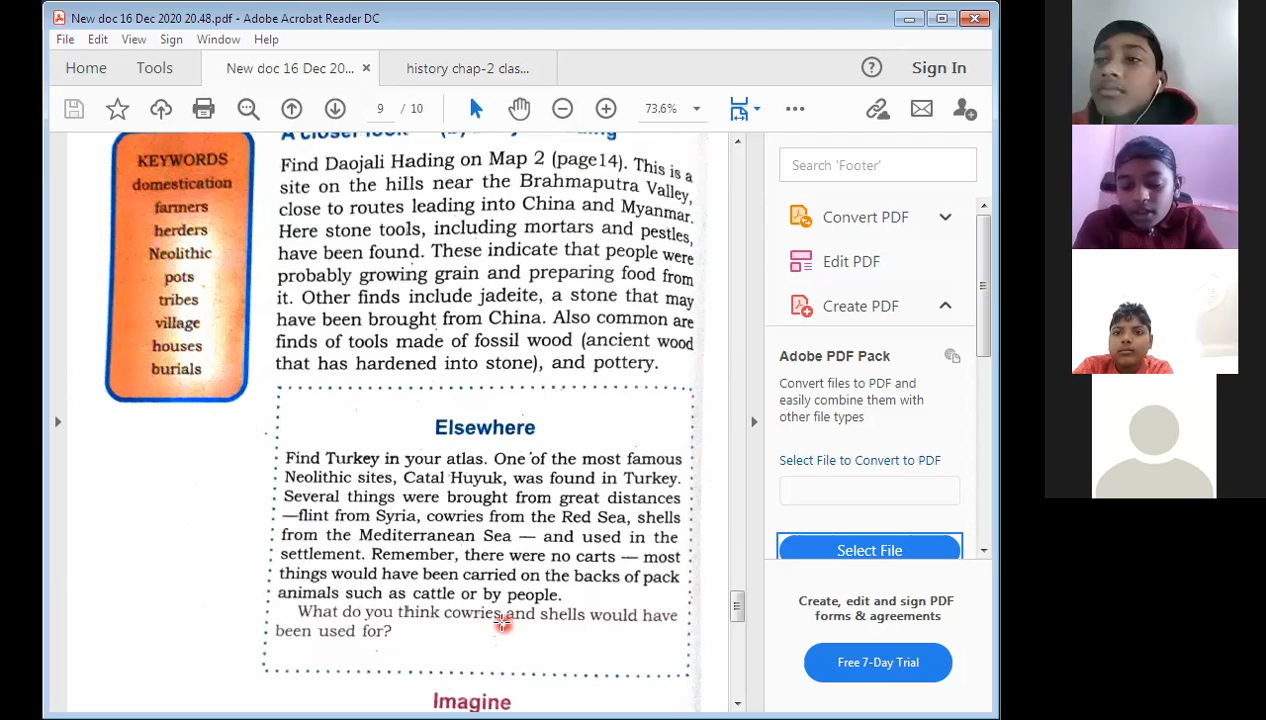 New doc 16 Dec 2020 20.48.pdf - Adobe Acrobat Reader DC
File Edit View Sign Window Help
Home Tools New doc 16 Dec 20... × history chap-2 clas... Sign In
9 / 10 73.6%
A closer look
KEYWORDS
domestication
farmers
herders
Neolithic
pots
tribes
village
houses
burials
Find Daojali Hading on Map 2 (page14). This is a
site on the hills near the Brahmaputra Valley,
close to routes leading into China and Myanmar.
Here stone tools, including mortars and pestles,
have been found. These indicate that people were
probably growing grain and preparing food from
it. Other finds include jadeite, a stone that may
have been brought from China. Also common are
finds of tools made of fossil wood (ancient wood
that has hardened into stone), and pottery.
Elsewhere
Find Turkey in your atlas. One of the most famous
Neolithic sites, Catal Huyuk, was found in Turkey.
Several things were brought from great distances
—flint from Syria, cowries from the Red Sea, shells
from the Mediterranean Sea — and used in the
settlement. Remember, there were no carts — most
things would have been carried on the backs of pack
animals such as cattle or by people.
What do you think cowries and shells would have
been used for?
Imagine
Search 'Footer'
Convert PDF
Edit PDF
Create PDF
Adobe PDF Pack
Convert files to PDF and
easily combine them with
other file types
Select File to Convert to PDF
Select File
Create, edit and sign PDF
forms & agreements
Free 7-Day Trial